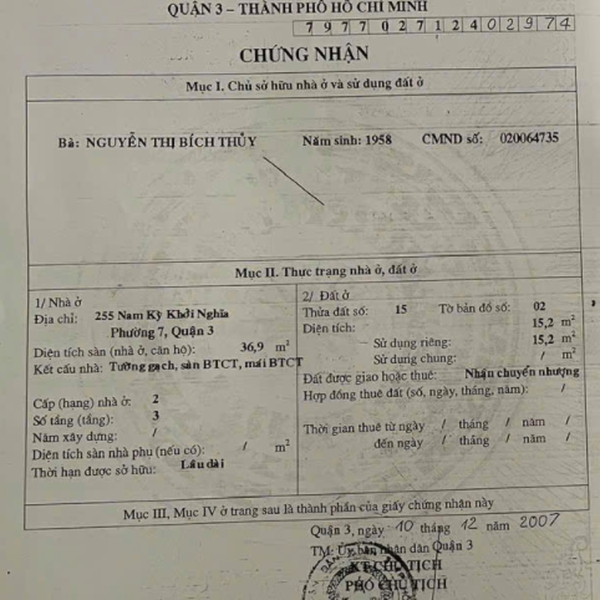 QUẬN 3 – THÀNH PHỐ HỒ CHÍ MINH
797702712402974
CHỨNG NHẬN
Mục I. Chủ sở hữu nhà ở và sử dụng đất ở
Bà: NGUYỄN THỊ BÍCH THỦY Năm sinh: 1958 CMND số: 020064735
Mục II. Thực trạng nhà ở, đất ở
1/ Nhà ở
Địa chỉ: 255 Nam Kỳ Khởi Nghĩa
Phường 7, Quận 3
Diện tích sàn (nhà ở, căn hộ): 36,9 m²
Kết cấu nhà: Tường gạch, sàn BTCT, mái BTCT
Cấp (hạng) nhà ở: 2
Số tầng (tầng): 3
Năm xây dựng: /
Diện tích sàn nhà phụ (nếu có): / m²
Thời hạn được sở hữu: Lâu dài
2/ Đất ở
Thửa đất số: 15 Tờ bản đồ số: 02
Diện tích: 15,2 m²
– Sử dụng riêng: 15,2 m²
Sử dụng chung: / m²
Đất được giao hoặc thuê: Nhận chuyển nhượng
Hợp đồng thuê đất (số, ngày, tháng, năm): /
Thời gian thuê từ ngày / tháng / năm /
đến ngày / tháng / năm /
Mục III, Mục IV ở trang sau là thành phần của giấy chứng nhận này
Quận 3, ngày 10 tháng 12 năm 2007
TM. Ủy ban nhân dân Quận 3
KT.CHỦ TỊCH
PHÓ CHỦ TỊCH